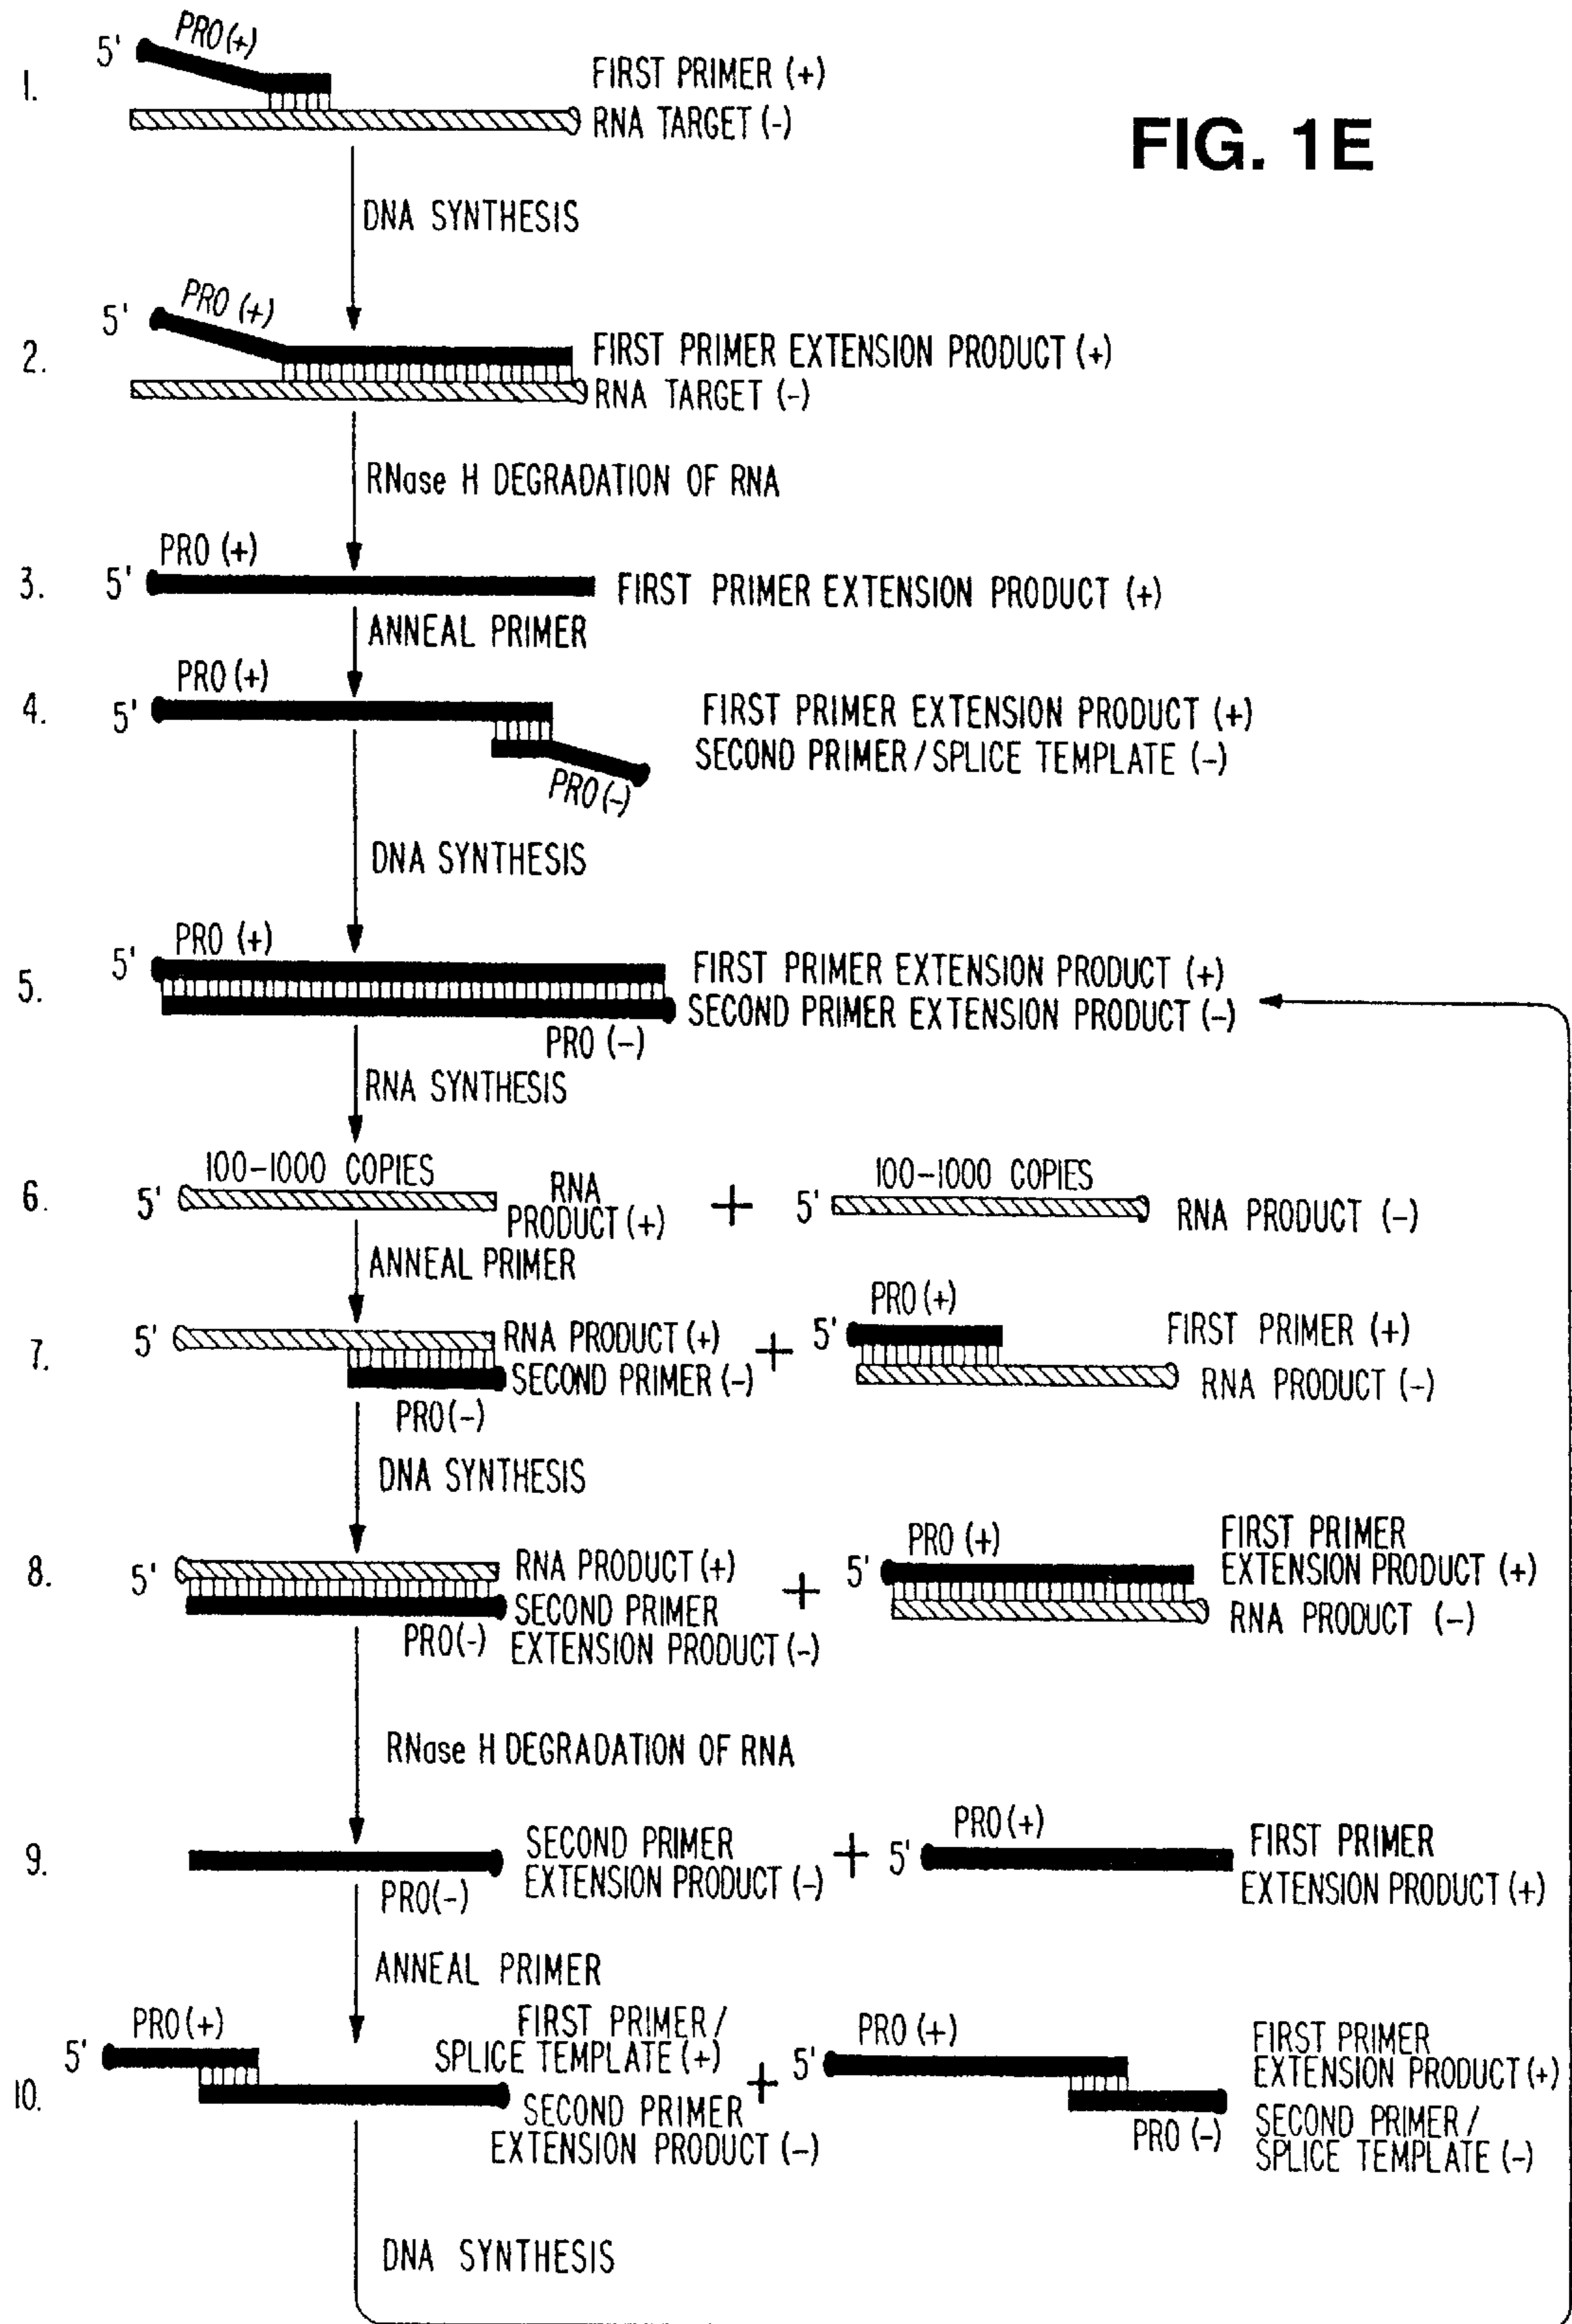 FIG. 1E
1.
5'
PRO(+)
FIRST PRIMER (+)
RNA TARGET (-)
DNA SYNTHESIS
2.
5'
PRO (+)
FIRST PRIMER EXTENSION PRODUCT (+)
RNA TARGET (-)
RNase H DEGRADATION OF RNA
3.
5'
PRO (+)
FIRST PRIMER EXTENSION PRODUCT (+)
ANNEAL PRIMER
4.
5'
PRO (+)
FIRST PRIMER EXTENSION PRODUCT (+)
SECOND PRIMER/SPLICE TEMPLATE (-)
PRO(-)
DNA SYNTHESIS
5.
5'
PRO (+)
FIRST PRIMER EXTENSION PRODUCT (+)
SECOND PRIMER EXTENSION PRODUCT (-)
PRO (-)
RNA SYNTHESIS
6.
5'
100-1000 COPIES
RNA
PRODUCT (+)
+
5'
100-1000 COPIES
RNA PRODUCT (-)
ANNEAL PRIMER
7.
5'
RNA PRODUCT (+)
SECOND PRIMER (-)
PRO(-)
+
5'
PRO(+)
FIRST PRIMER (+)
RNA PRODUCT (-)
DNA SYNTHESIS
8.
5'
RNA PRODUCT (+)
SECOND PRIMER
EXTENSION PRODUCT (-)
PRO(-)
+
5'
PRO (+)
FIRST PRIMER
EXTENSION PRODUCT (+)
RNA PRODUCT (-)
RNase H DEGRADATION OF RNA
9.
SECOND PRIMER
EXTENSION PRODUCT (-)
PRO(-)
+
5'
PRO(+)
FIRST PRIMER
EXTENSION PRODUCT (+)
ANNEAL PRIMER
10.
5'
PRO(+)
FIRST PRIMER/
SPLICE TEMPLATE (+)
SECOND PRIMER
EXTENSION PRODUCT (-)
+
5'
PRO (+)
FIRST PRIMER
EXTENSION PRODUCT (+)
PRO (-)
SECOND PRIMER/
SPLICE TEMPLATE (-)
DNA SYNTHESIS